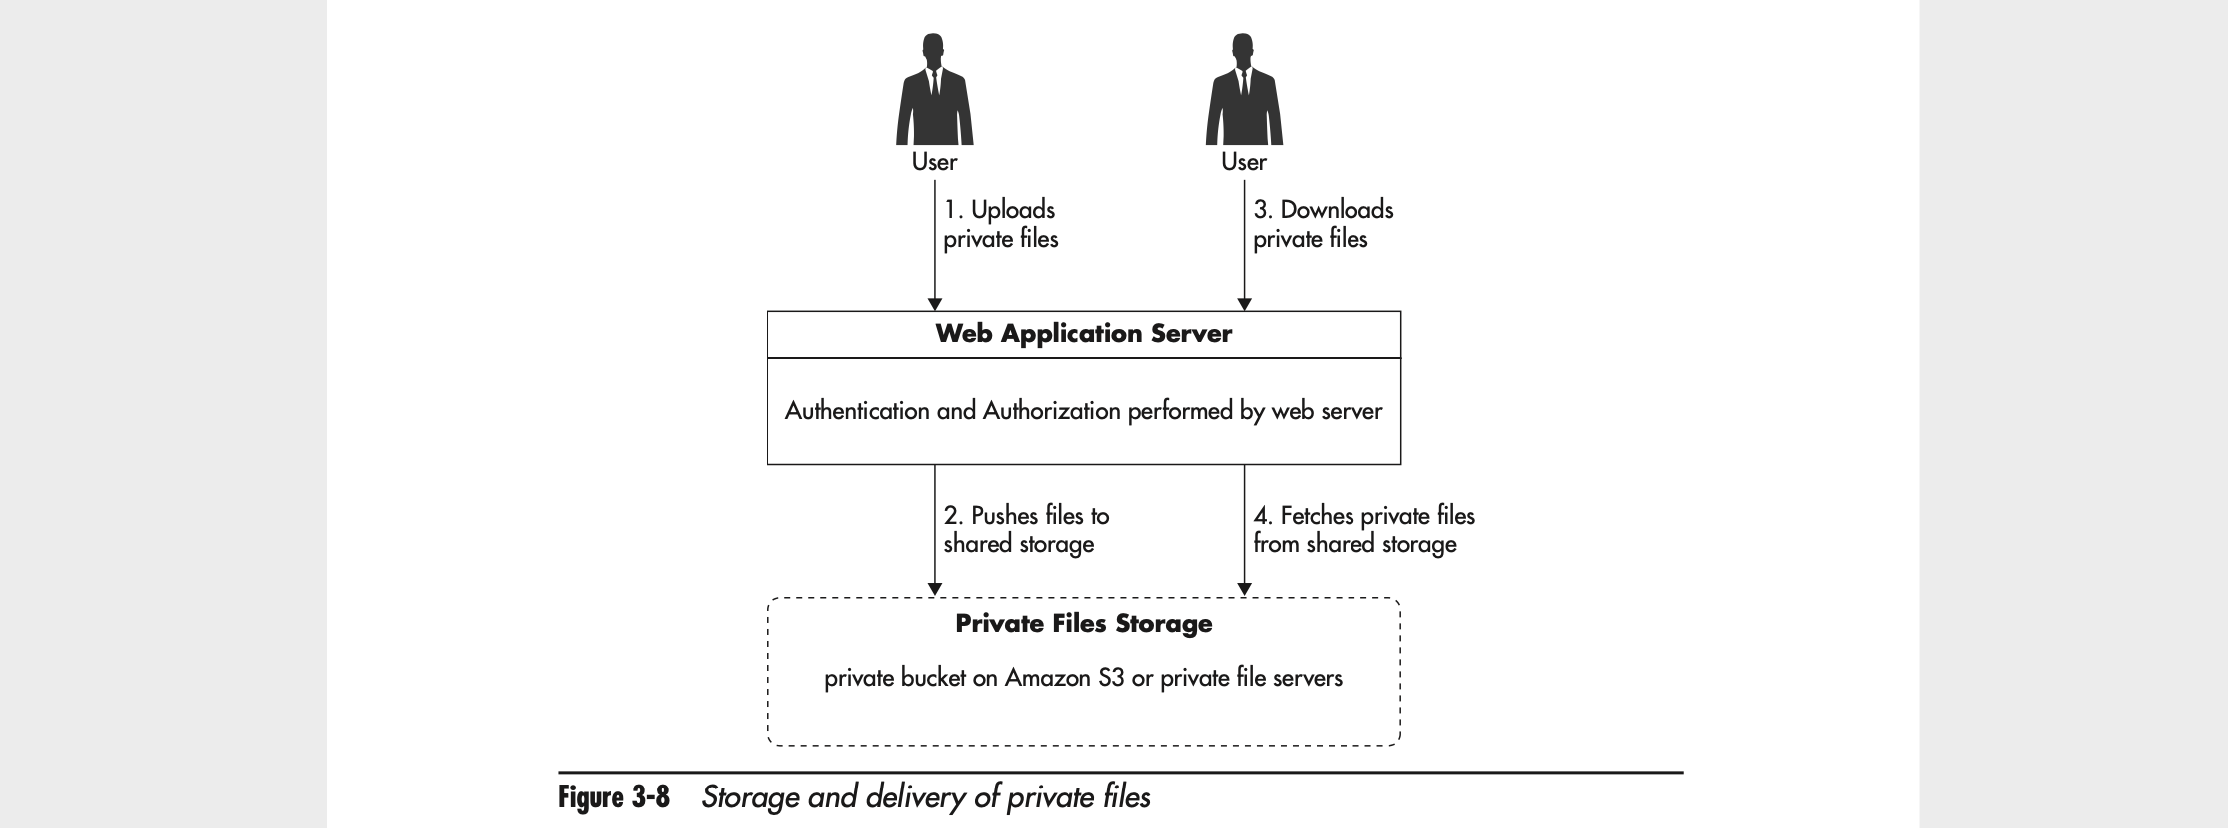 User
User
1. Uploads
private files
3. Downloads
private files
Web Application Server
Authentication and Authorization performed by web server
2. Pushes files to
shared storage
4. Fetches private files
from shared storage
Private Files Storage
private bucket on Amazon S3 or private file servers
Figure 3-8 Storage and delivery of private files